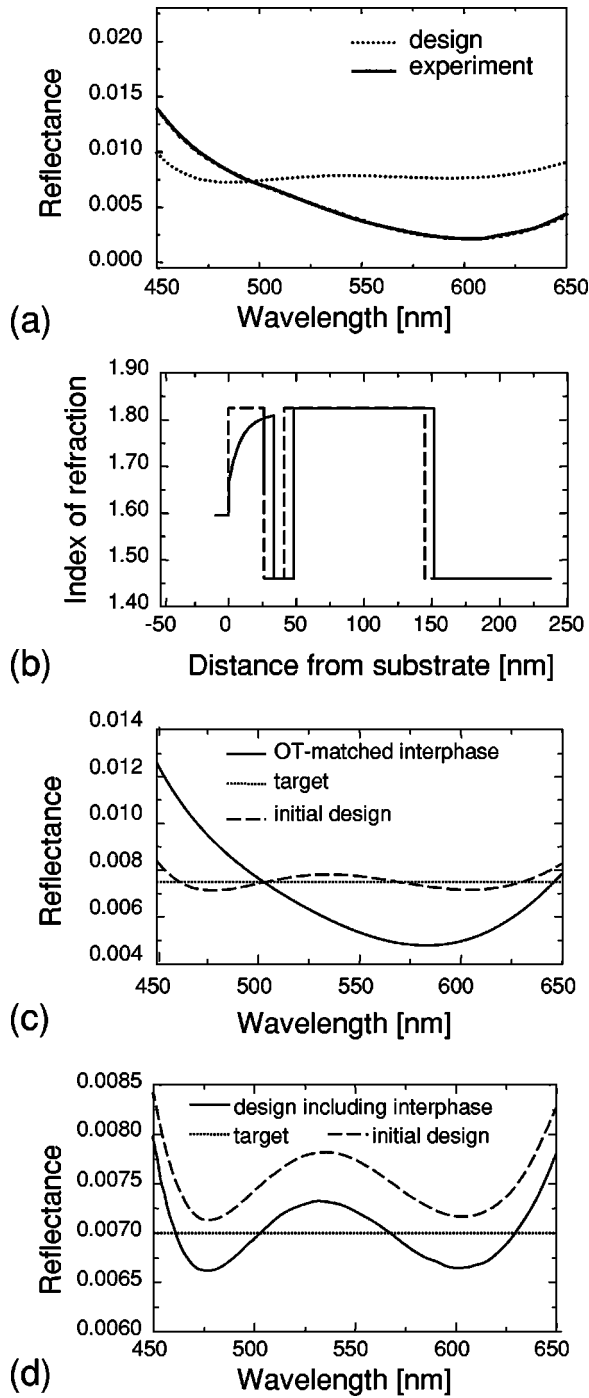 0.020
0.015
0.010
0.005
0.000
Reflectance
design
experiment
450 500 550 600 650
Wavelength [nm]
(a)
1.90
1.80
1.70
1.60
1.50
1.40
Index of refraction
-50 0 50 100 150 200 250
Distance from substrate [nm]
(b)
0.014
0.012
0.010
0.008
0.006
0.004
Reflectance
OT-matched interphase
target
initial design
450 500 550 600 650
Wavelength [nm]
(c)
0.0085
0.0080
0.0075
0.0070
0.0065
0.0060
Reflectance
design including interphase
target initial design
450 500 550 600 650
Wavelength [nm]
(d)